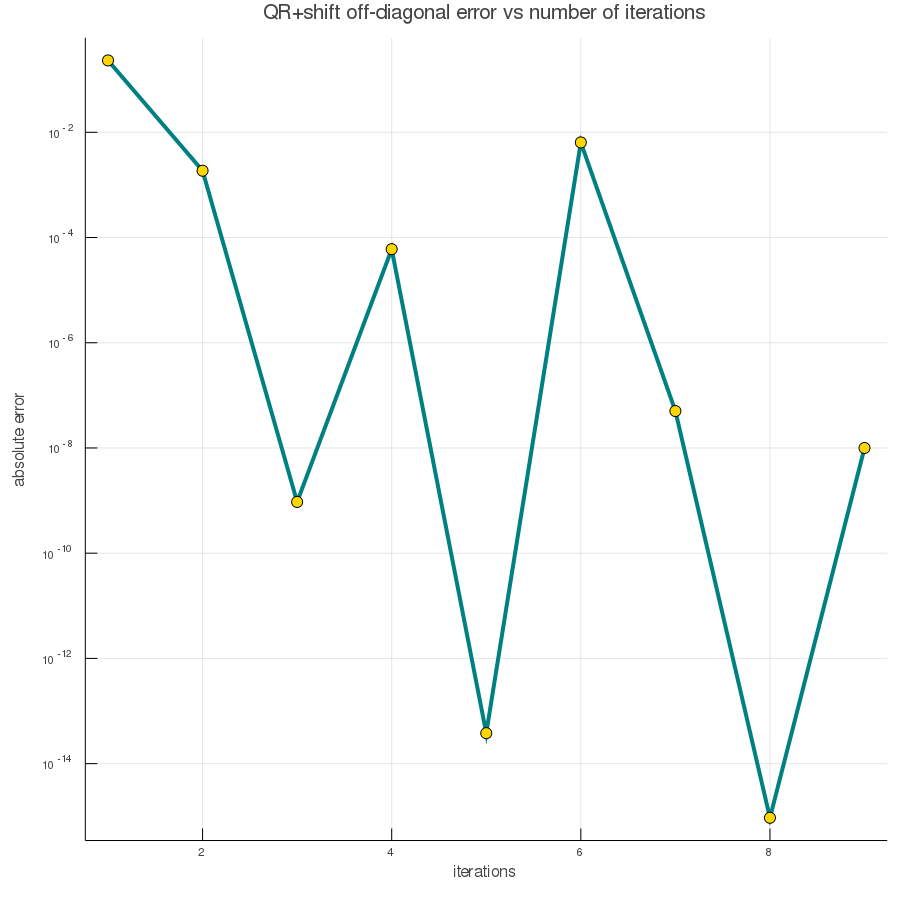 QR+shift off-diagonal error vs number of iterations
absolute error
10^-2
10^-4
10^-6
10^-8
10^-10
10^-12
10^-14
2 4 6 8
iterations